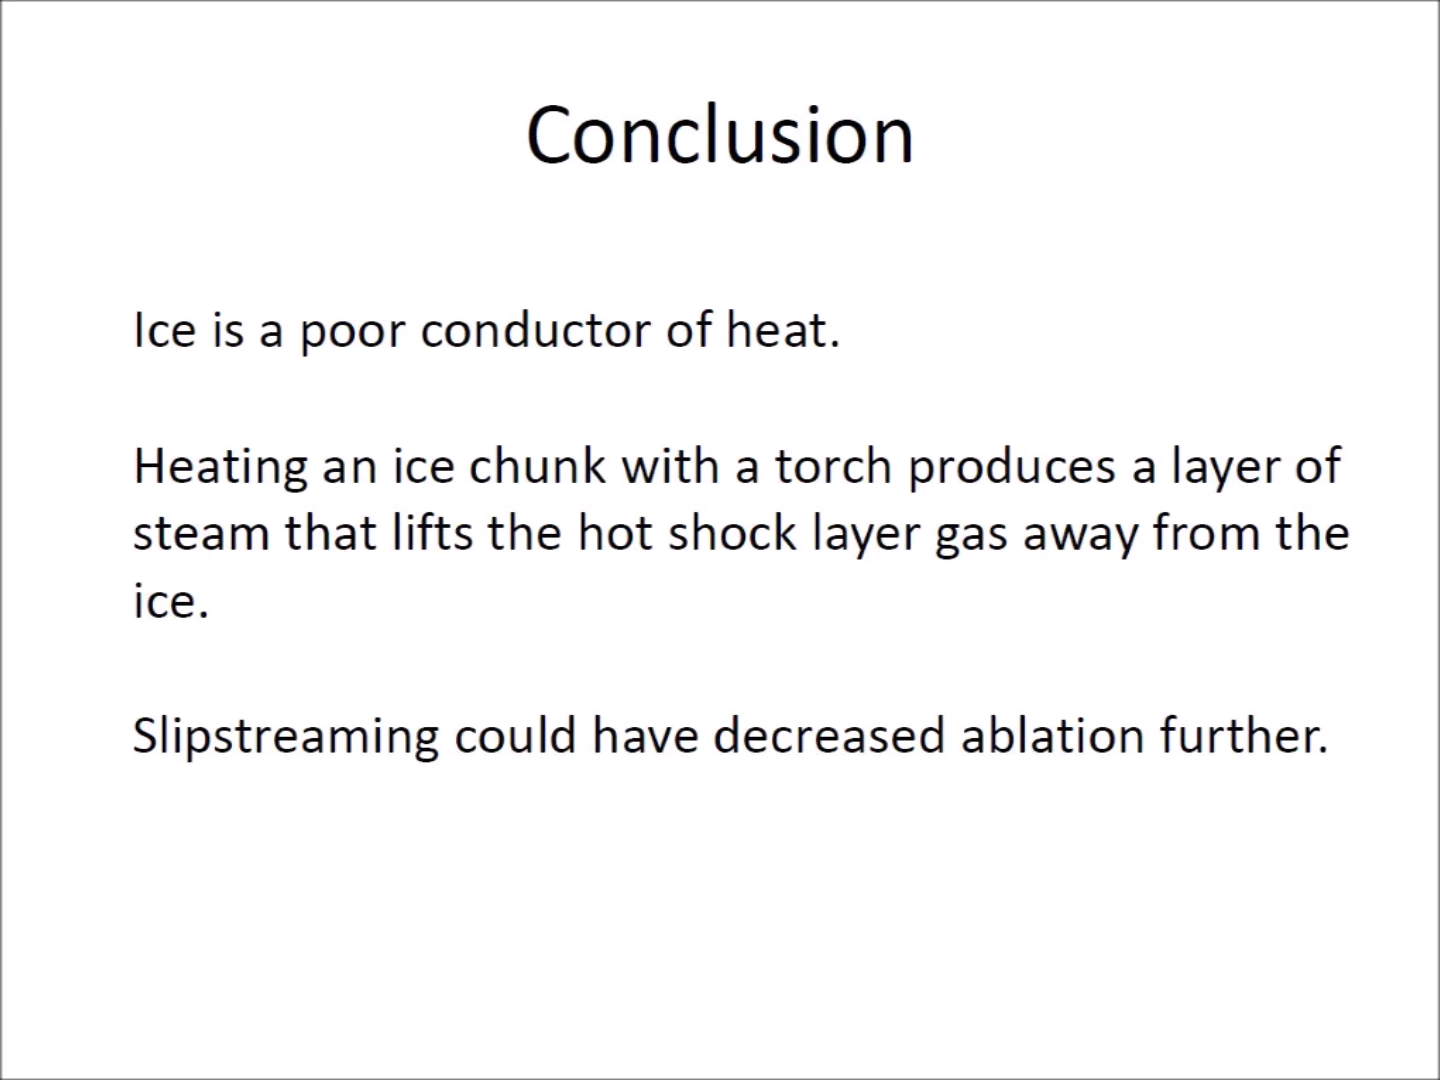 Conclusion
Ice is a poor conductor of heat.
Heating an ice chunk with a torch produces a layer of
steam that lifts the hot shock layer gas away from the
ice.
Slipstreaming could have decreased ablation further.